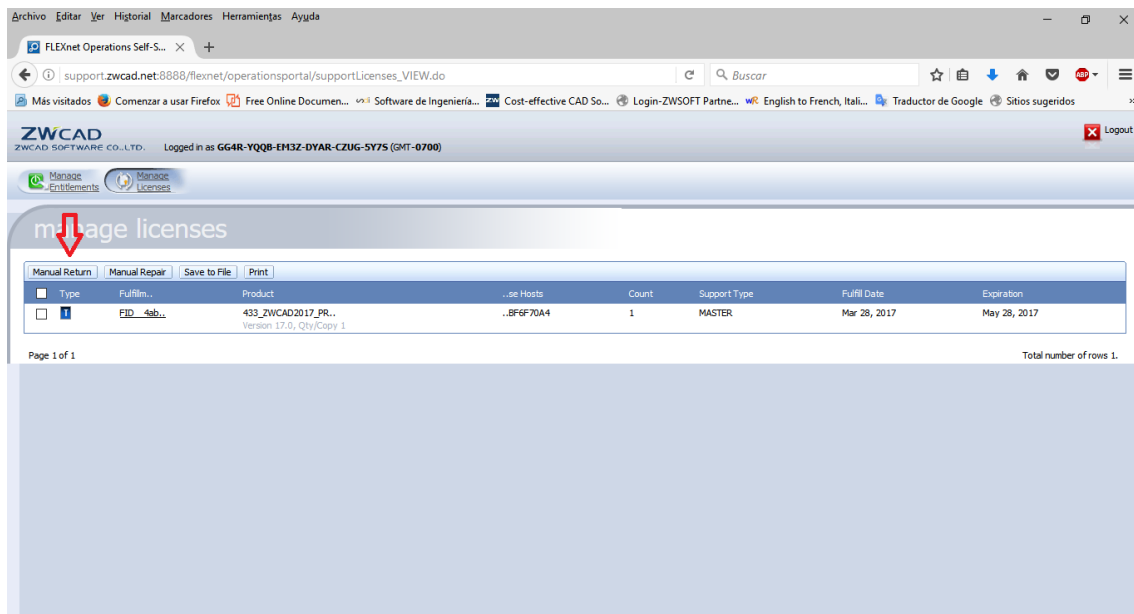 Archivo Editar Ver Historial Marcadores Herramientas Ayuda
FLEXnet Operations Self-S...
support.zwcad.net:8888/flexnet/operationsportal/supportLicenses_VIEW.do
Buscar
ABP
Más visitados Comenzar a usar Firefox Free Online Documen... Software de Ingeniería... ZW Cost-effective CAD So... Login-ZWSOFT Partne... WR English to French, Itali... Traductor de Google Sitios sugeridos »
ZWCAD Logout
ZWCAD SOFTWARE CO.,LTD. Logged in as GG4R-YQQB-EM3Z-DYAR-CZUG-5Y7S (GMT-0700)
Manage Entitlements Manage Licenses
manage licenses
Manual Return Manual Repair Save to File Print
Type Fulfillm.. Product ..se Hosts Count Support Type Fulfill Date Expiration
T FID__4ab.. 433_ZWCAD2017_PR.. ..BF6F70A4 1 MASTER Mar 28, 2017 May 28, 2017
Version 17.0, Qty/Copy 1
Page 1 of 1 Total number of rows 1.